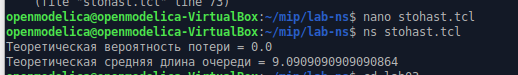 (file "stohast.tcl" line 73)
openmodelica@openmodelica-VirtualBox:~/mip/lab-ns$ nano stohast.tcl
openmodelica@openmodelica-VirtualBox:~/mip/lab-ns$ ns stohast.tcl
Теоретическая вероятность потери = 0.0
Теоретическая средняя длина очереди = 9.0909090909090864